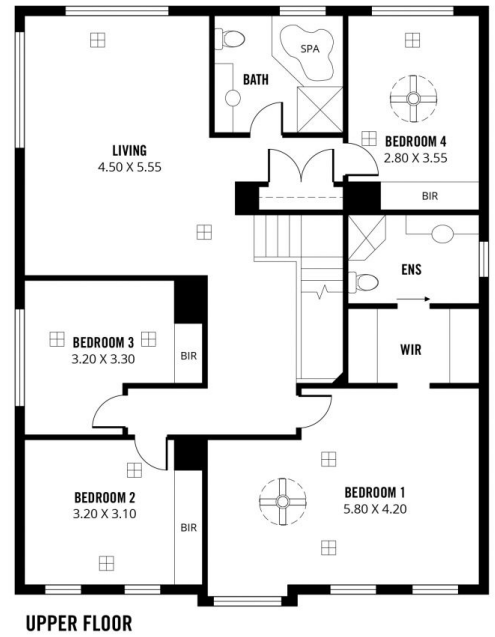 SPA
BATH
BEDROOM 4
2.80 X 3.55
LIVING
4.50 X 5.55
BIR
ENS
BEDROOM 3
3.20 X 3.30
BIR
WIR
BEDROOM 1
5.80 X 4.20
BEDROOM 2
3.20 X 3.10
BIR
UPPER FLOOR